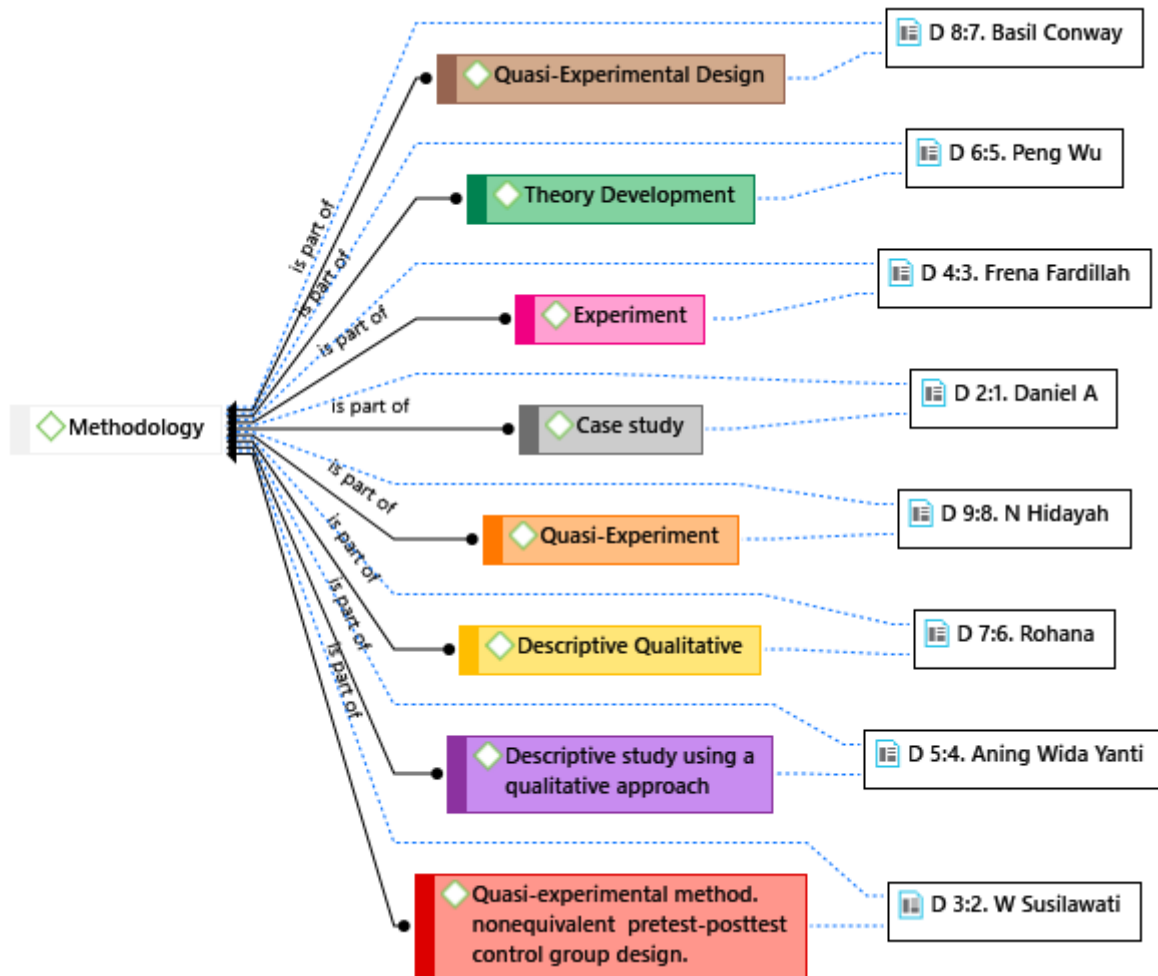 D 8:7. Basil Conway
Quasi-Experimental Design
is part of
D 6:5. Peng Wu
Theory Development
is part of
D 4:3. Frena Fardillah
Experiment
is part of
D 2:1. Daniel A
is part of
Case study
Methodology
D 9:8. N Hidayah
is part of
Quasi-Experiment
D 7:6. Rohana
is part of
Descriptive Qualitative
D 5:4. Aning Wida Yanti
is part of
Descriptive study using a
qualitative approach
is part of
D 3:2. W Susilawati
Quasi-experimental method.
nonequivalent pretest-posttest
control group design.